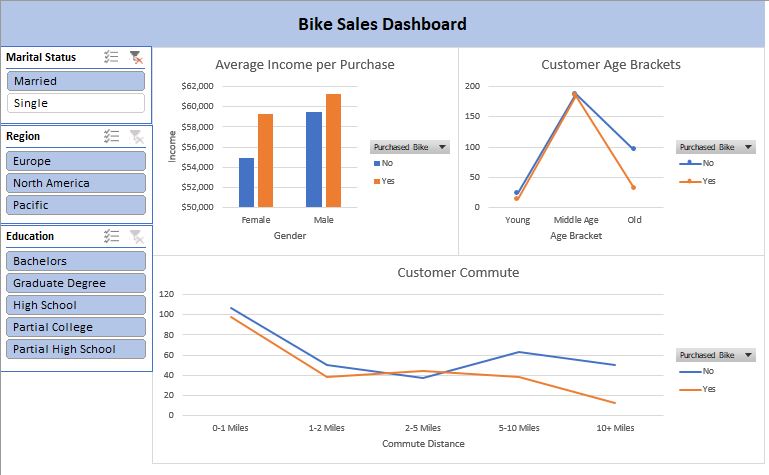 Bike Sales Dashboard
Marital Status
Married
Single
Region
Europe
North America
Pacific
Education
Bachelors
Graduate Degree
High School
Partial College
Partial High School
Average Income per Purchase
$62,000
$60,000
$58,000
$56,000
$54,000
$52,000
$50,000
Income
Female Male
Gender
Purchased Bike
No
Yes
Customer Age Brackets
200
150
100
50
0
Young Middle Age Old
Age Bracket
Purchased Bike
No
Yes
Customer Commute
120
100
80
60
40
20
0
0-1 Miles 1-2 Miles 2-5 Miles 5-10 Miles 10+ Miles
Commute Distance
Purchased Bike
No
Yes